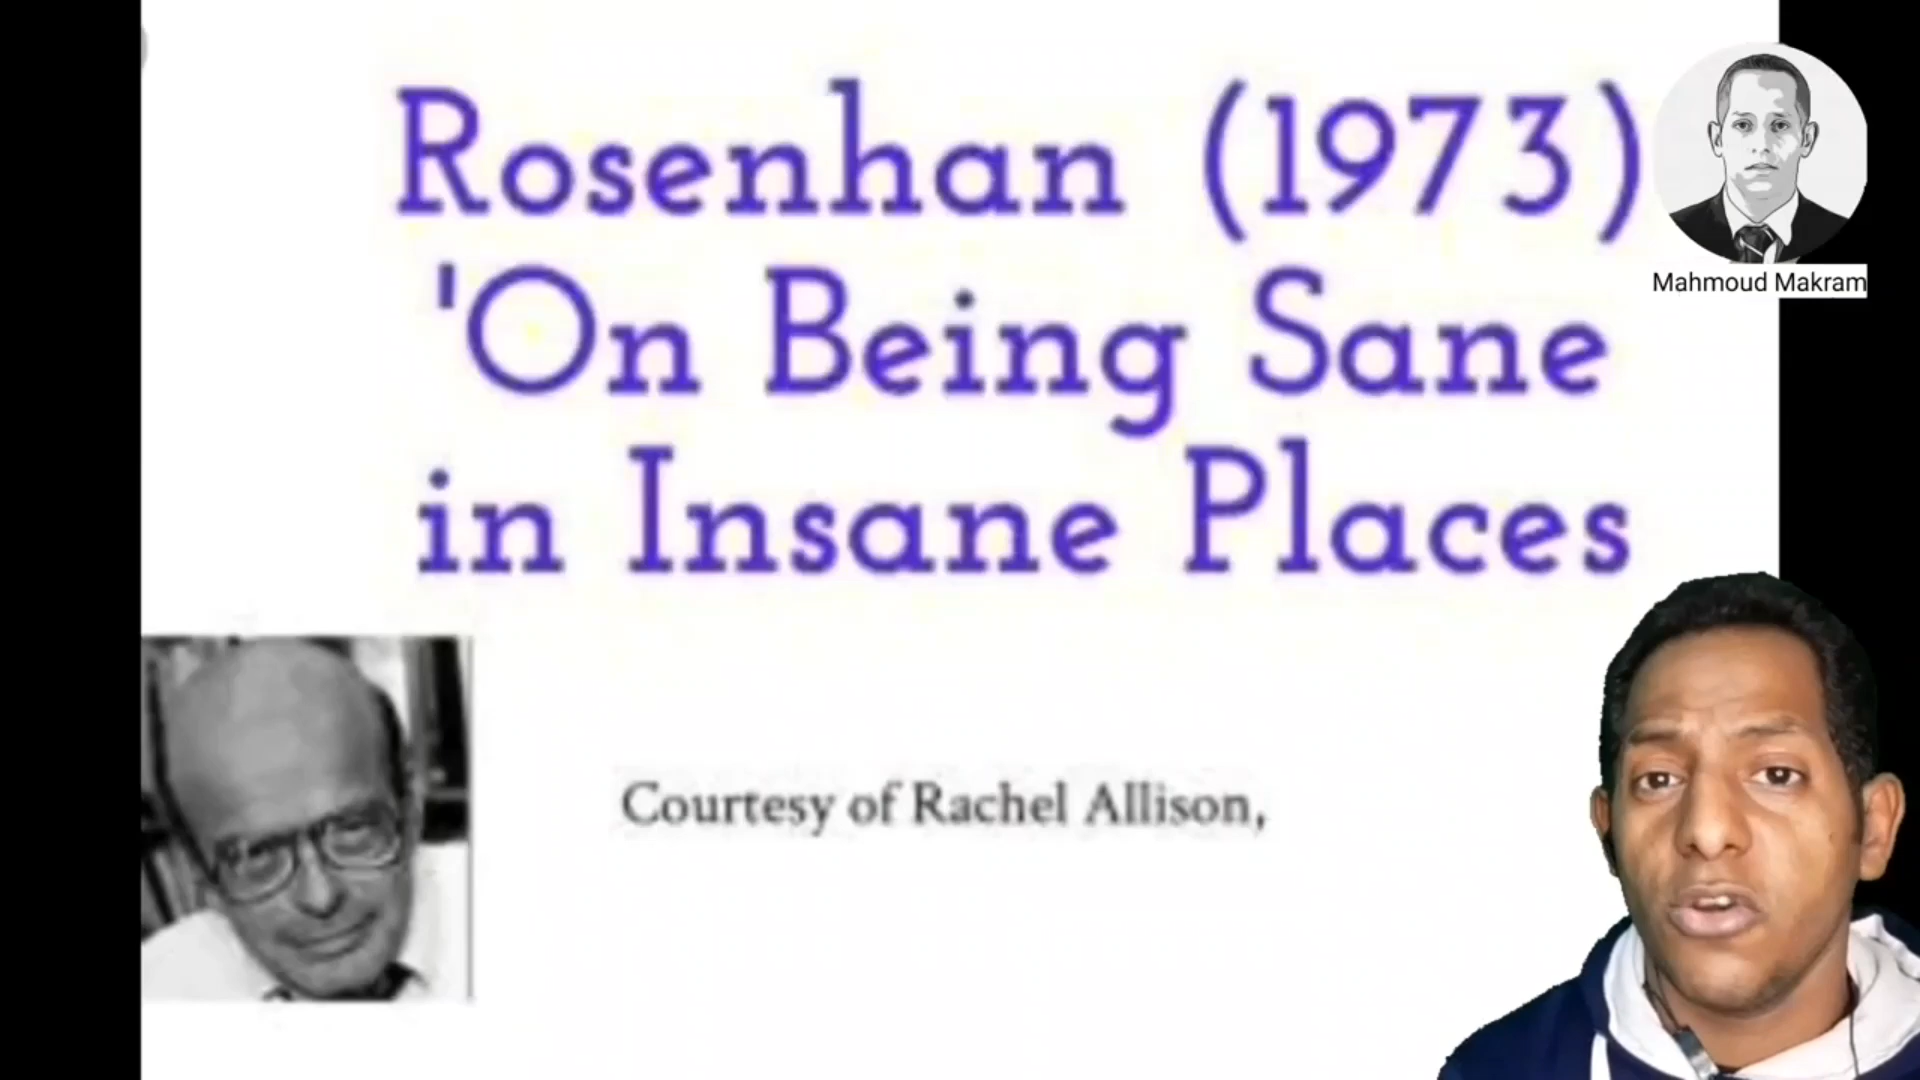 Rosenhan (1973)
'On Being Sane
in Insane Places
Mahmoud Makram
Courtesy of Rachel Allison,